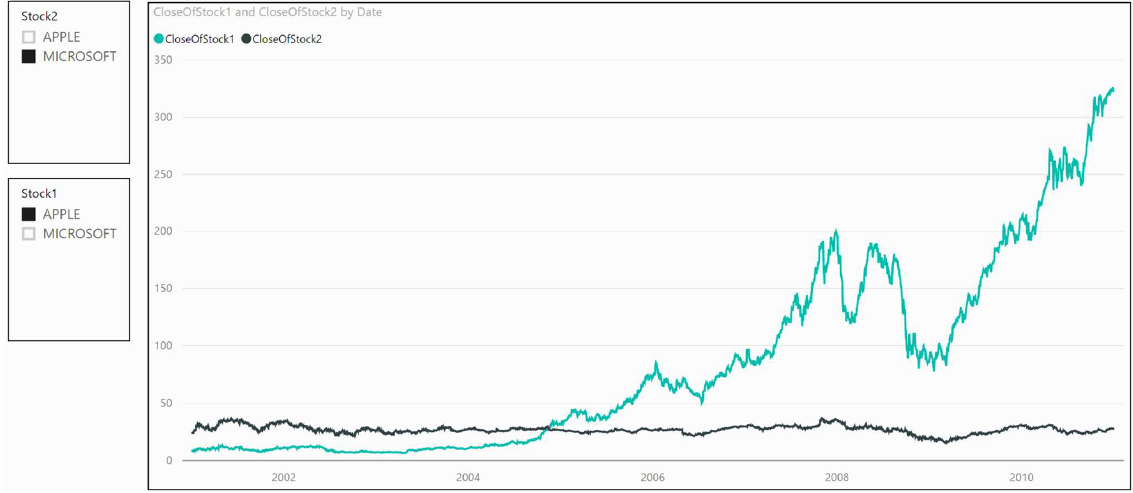 Stock2
APPLE
MICROSOFT
Stock1
APPLE
MICROSOFT
CloseOfStock1 and CloseOfStock2 by Date
CloseOfStock1 CloseOfStock2
350
300
250
200
150
100
50
0
2002 2004 2006 2008 2010